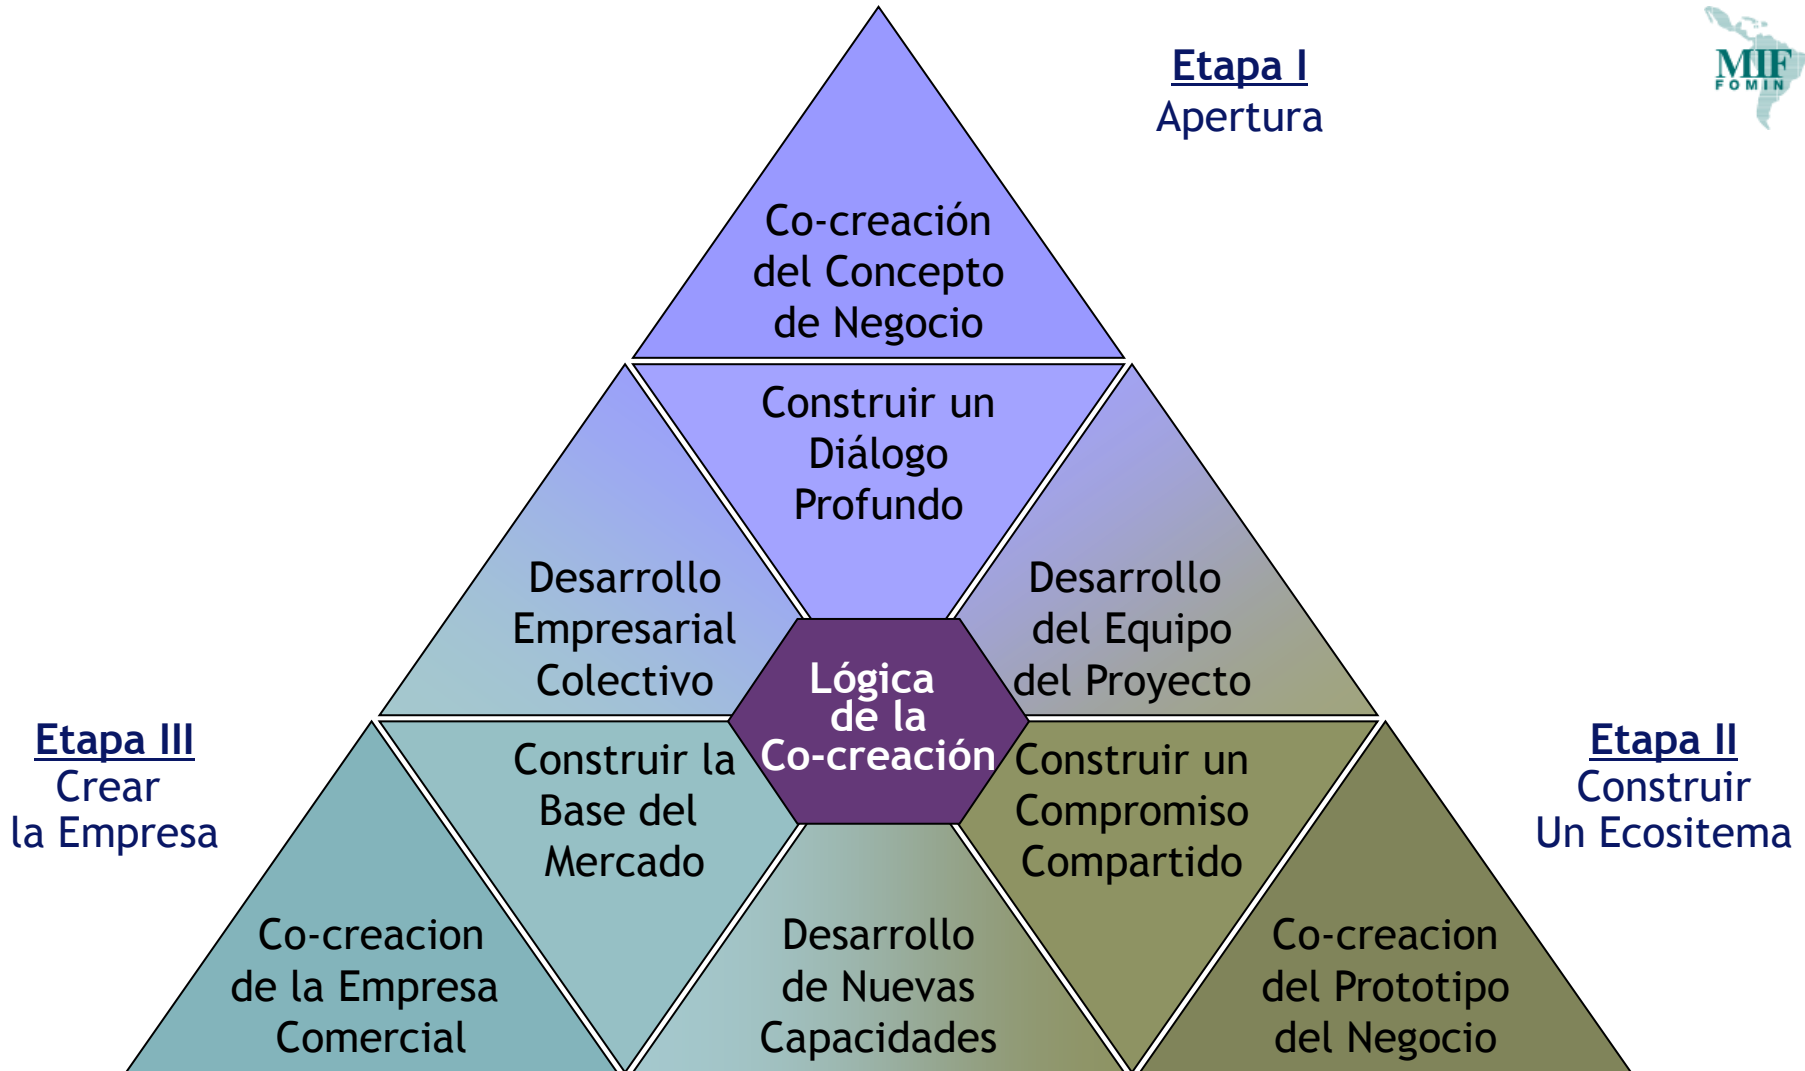 Etapa I
Apertura
MIF
FOMIN
Co-creación
del Concepto
de Negocio
Construir un
Diálogo
Profundo
Desarrollo
Empresarial
Colectivo
Desarrollo
del Equipo
del Proyecto
Lógica
de la
Co-creación
Etapa III
Crear
la Empresa
Construir la
Base del
Mercado
Construir un
Compromiso
Compartido
Etapa II
Construir
Un Ecositema
Co-creacion
de la Empresa
Comercial
Desarrollo
de Nuevas
Capacidades
Co-creacion
del Prototipo
del Negocio